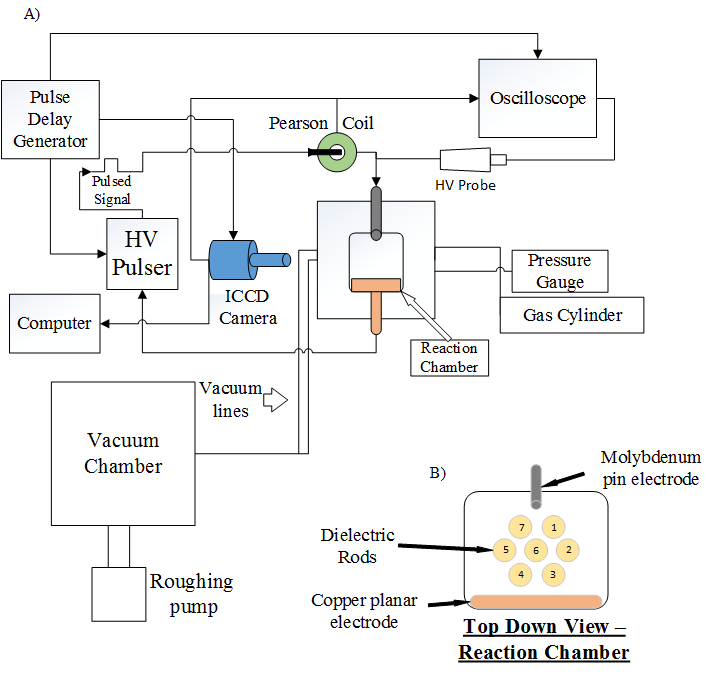 A)
Pulse
Delay
Generator
Oscilloscope
Pearson Coil
HV Probe
Pulsed
Signal
HV
Pulser
ICCD
Camera
Computer
Pressure
Gauge
Gas Cylinder
Reaction
Chamber
Vacuum
lines
Vacuum
Chamber
Roughing
pump
B)
Molybdenum
pin electrode
Dielectric
Rods
7 1
5 6 2
4 3
Copper planar
electrode
Top Down View –
Reaction Chamber